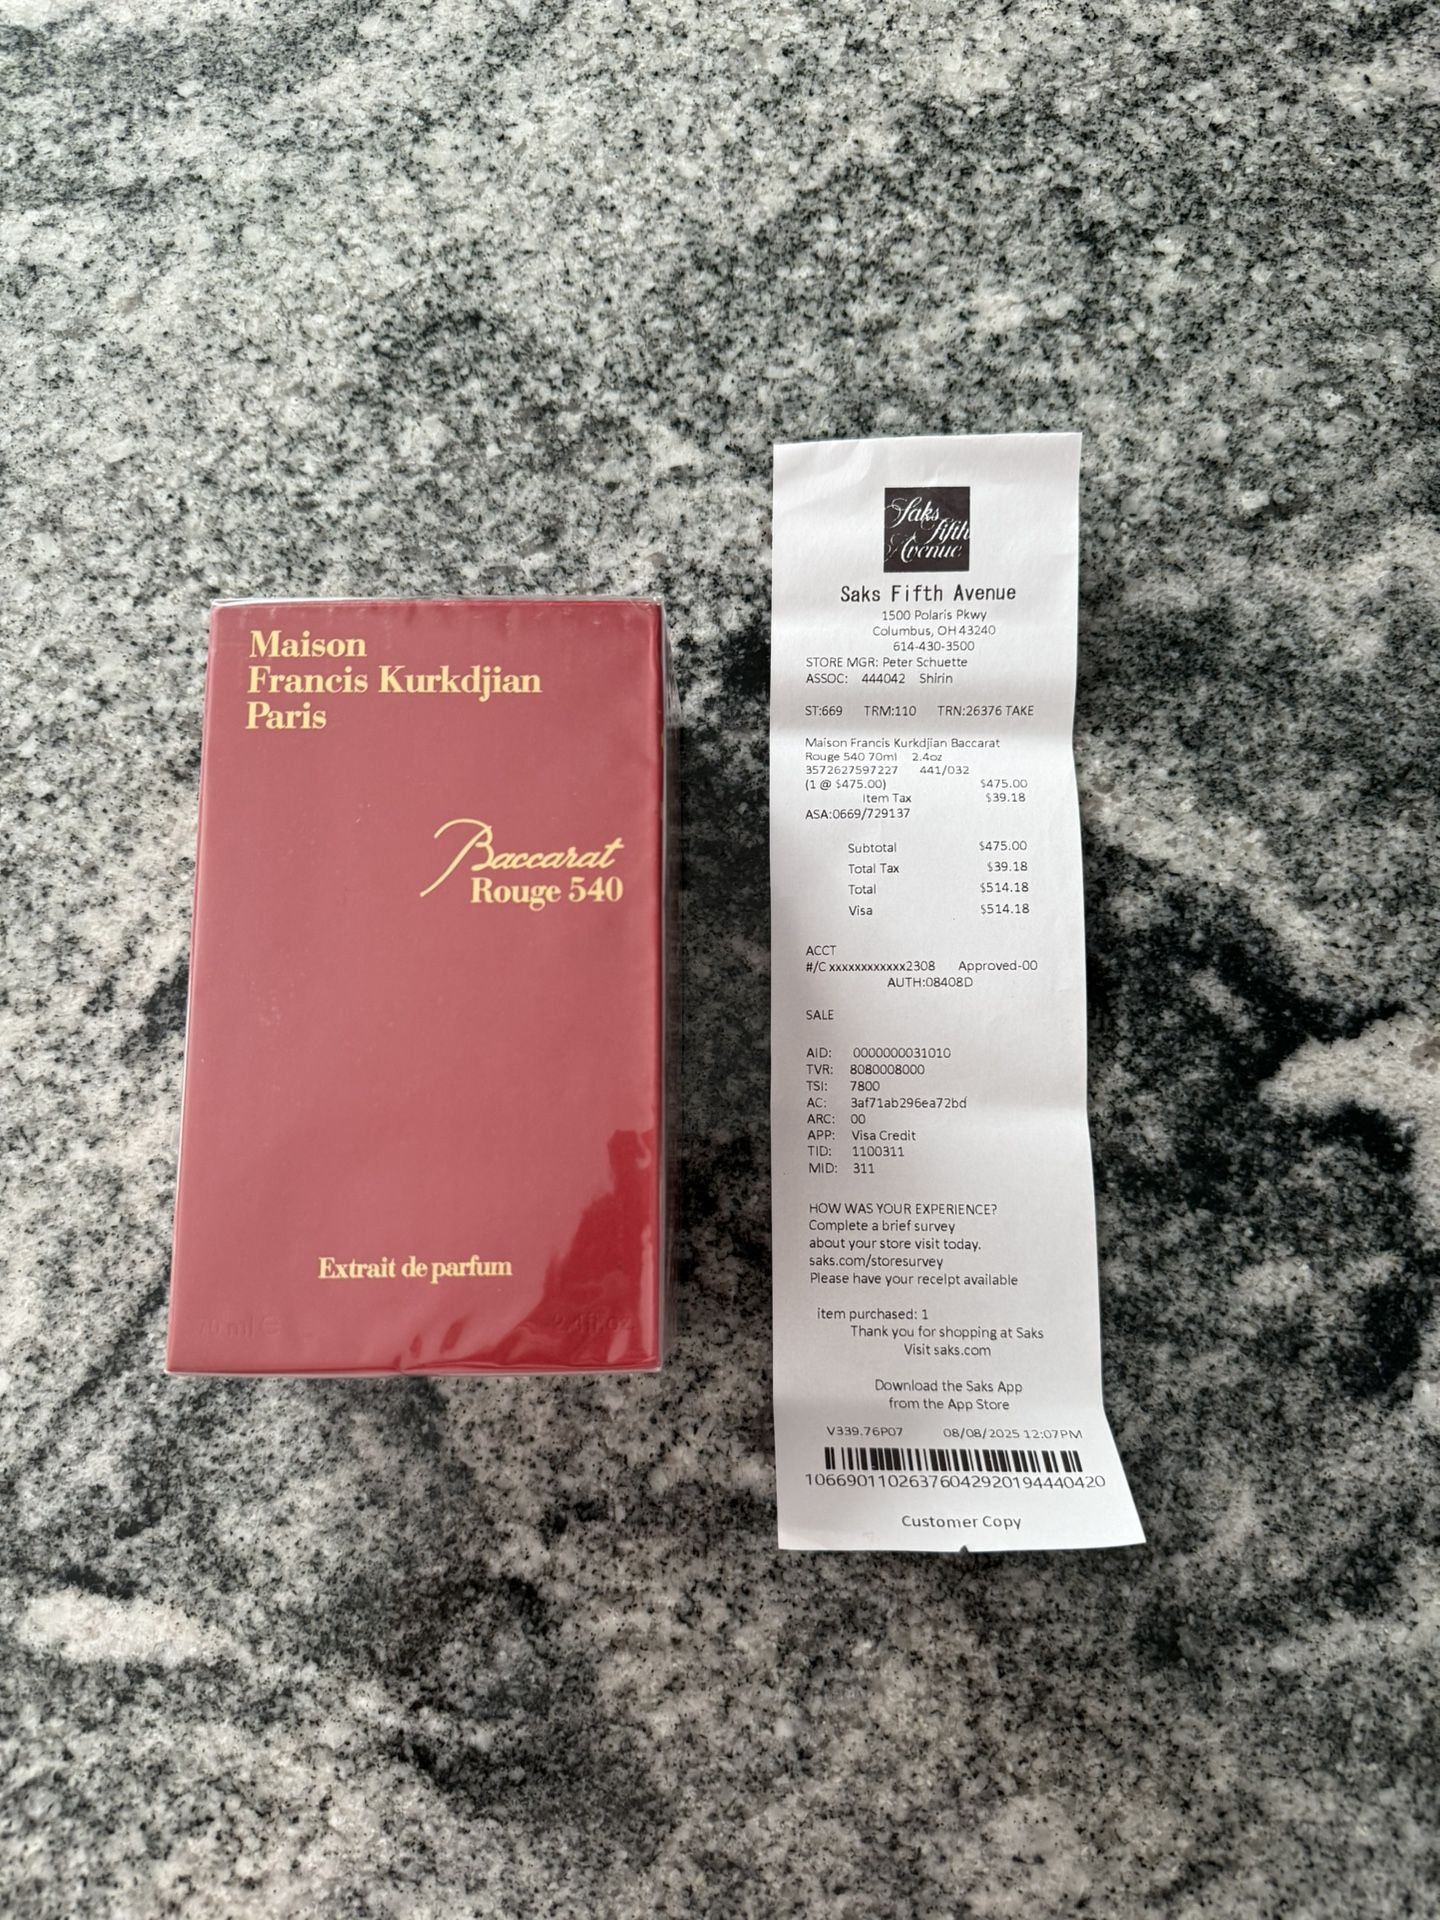 Maison
Francis Kurkdjian
Paris
Baccarat
Rouge 540
Extrait de parfum
ml e
2.4fl.oz
Saks
fifth
Avenue
Saks Fifth Avenue
1500 Polaris Pkwy
Columbus, OH 43240
614-430-3500
STORE MGR: Peter Schuette
ASSOC: 444042 Shirin
ST:669 TRM:110 TRN:26376 TAKE
Maison Francis Kurkdjian Baccarat
Rouge 540 70ml 2.4oz
3572627597227 441/032
(1 @ $475.00) $475.00
Item Tax $39.18
ASA:0669/729137
Subtotal $475.00
Total Tax $39.18
Total $514.18
Visa $514.18
ACCT
#/C xxxxxxxxxxxx2308 Approved-00
AUTH:08408D
SALE
AID: 0000000031010
TVR: 8080008000
TSI: 7800
AC: 3af71ab296ea72bd
ARC: 00
APP: Visa Credit
TID: 1100311
MID: 311
HOW WAS YOUR EXPERIENCE?
Complete a brief survey
about your store visit today.
saks.com/storesurvey
Please have your receipt available
item purchased: 1
Thank you for shopping at Saks
Visit saks.com
Download the Saks App
from the App Store
V339.76P07 08/08/2025 12:07PM
10669011026376042920194440420
Customer Copy